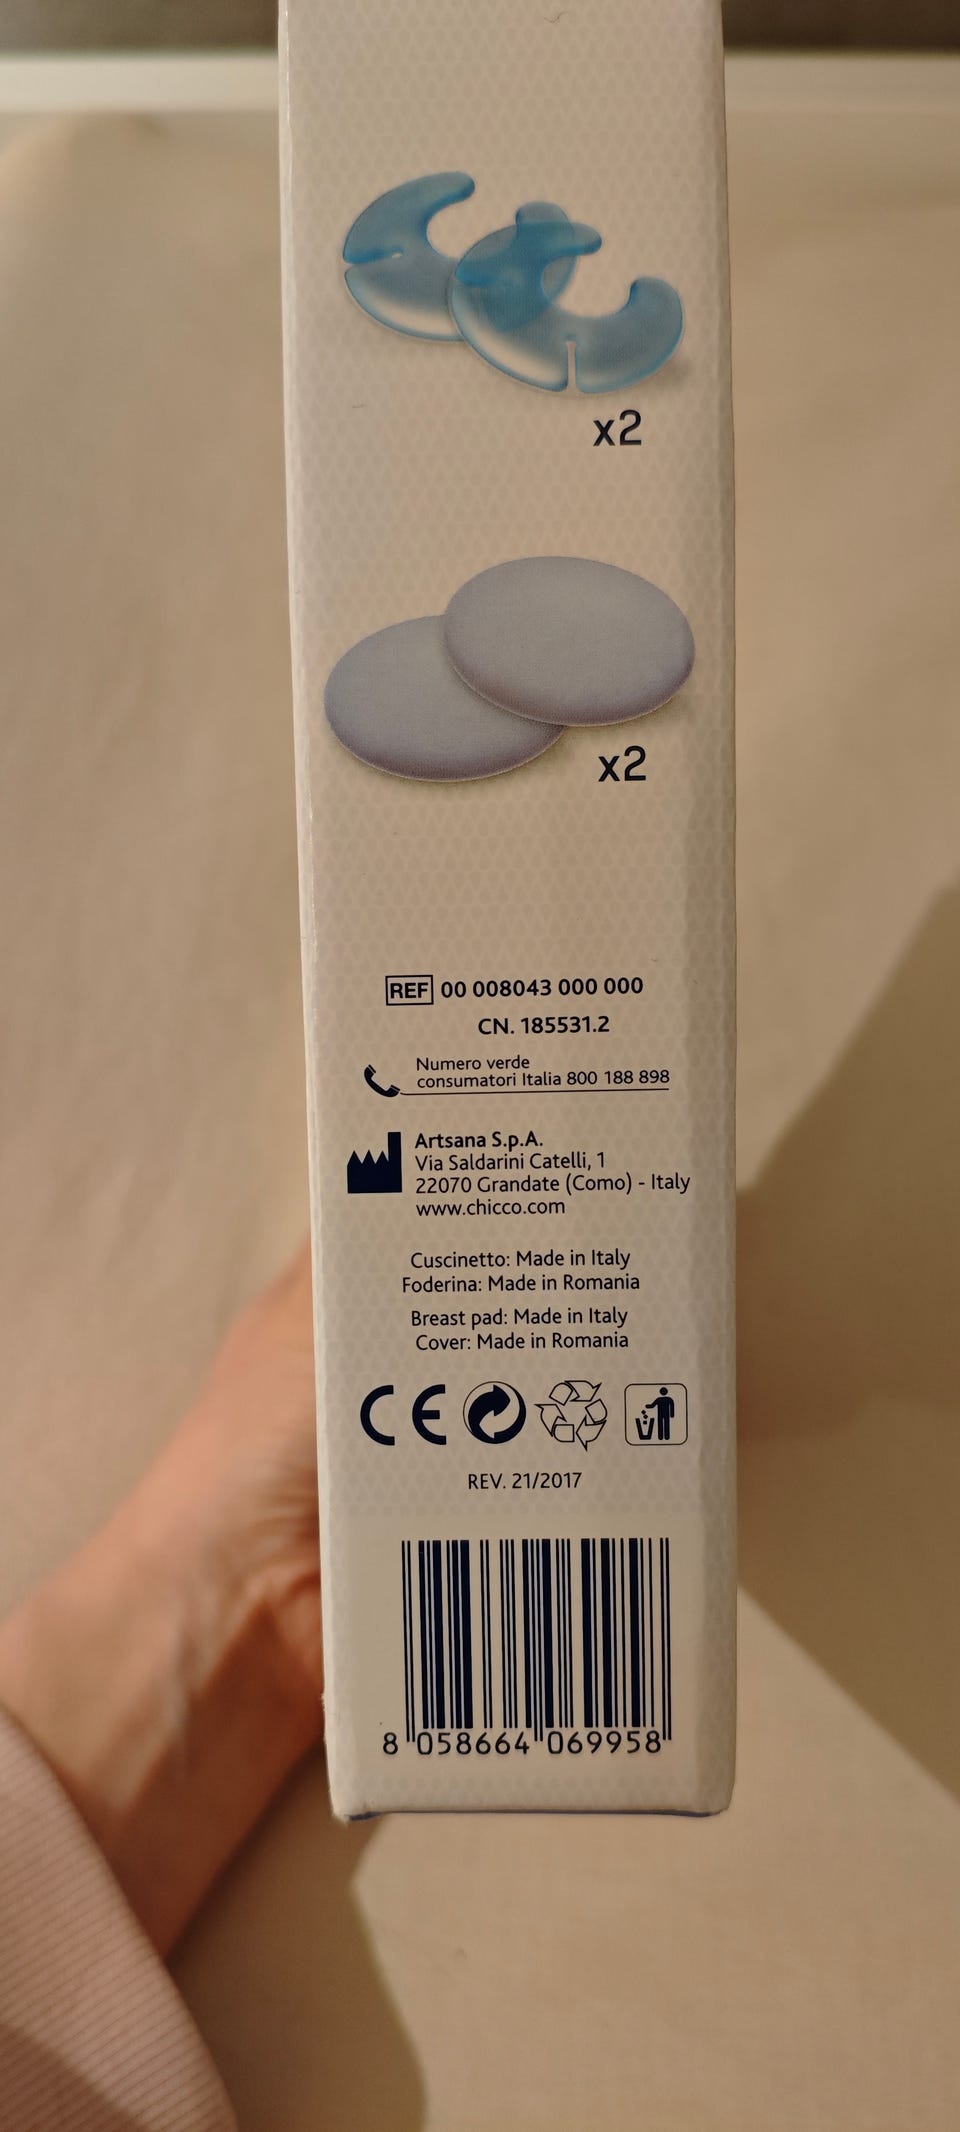 x2
x2
REF 00 008043 000 000
CN. 185531.2
Numero verde
consumatori Italia 800 188 898
Artsana S.p.A.
Via Saldarini Catelli, 1
22070 Grandate (Como) - Italy
www.chicco.com
Cuscinetto: Made in Italy
Foderina: Made in Romania
Breast pad: Made in Italy
Cover: Made in Romania
CE
REV. 21/2017
8 058664 069958